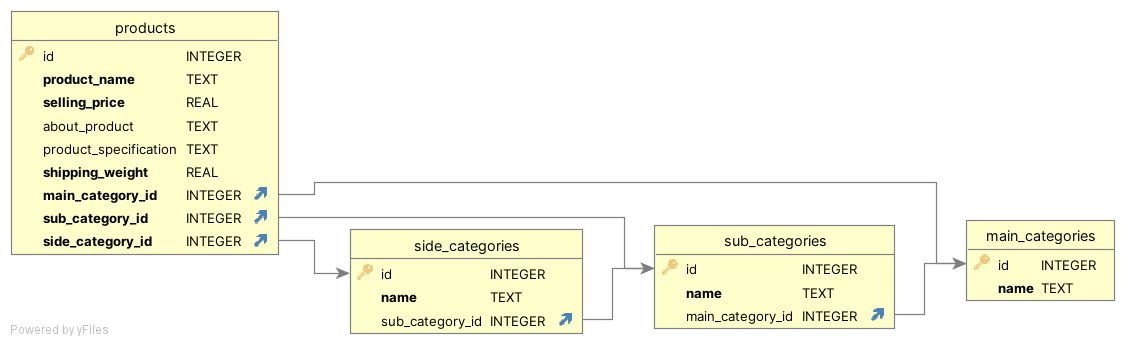 products
id INTEGER
product_name TEXT
selling_price REAL
about_product TEXT
product_specification TEXT
shipping_weight REAL
main_category_id INTEGER
sub_category_id INTEGER
side_category_id INTEGER
side_categories
id INTEGER
name TEXT
sub_category_id INTEGER
sub_categories
id INTEGER
name TEXT
main_category_id INTEGER
main_categories
id INTEGER
name TEXT
Powered by yFiles